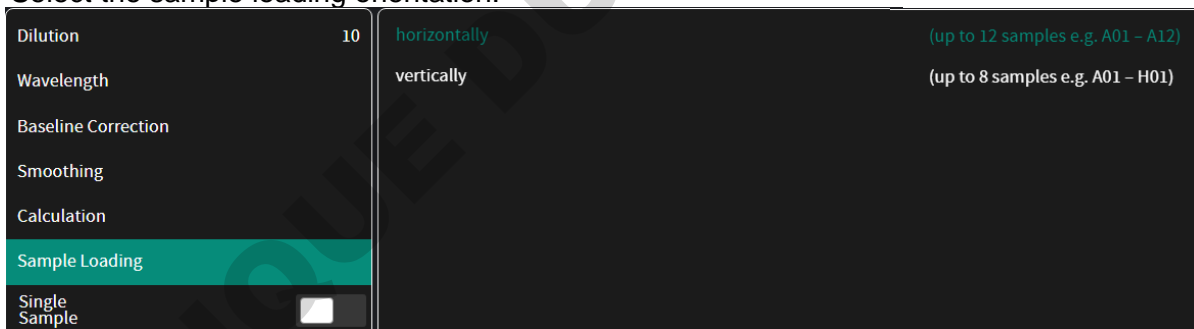 Select the sample loading orientation.
Dilution 10
Wavelength
Baseline Correction
Smoothing
Calculation
Sample Loading
Single
Sample
horizontally (up to 12 samples e.g. A01 – A12)
vertically (up to 8 samples e.g. A01 – H01)